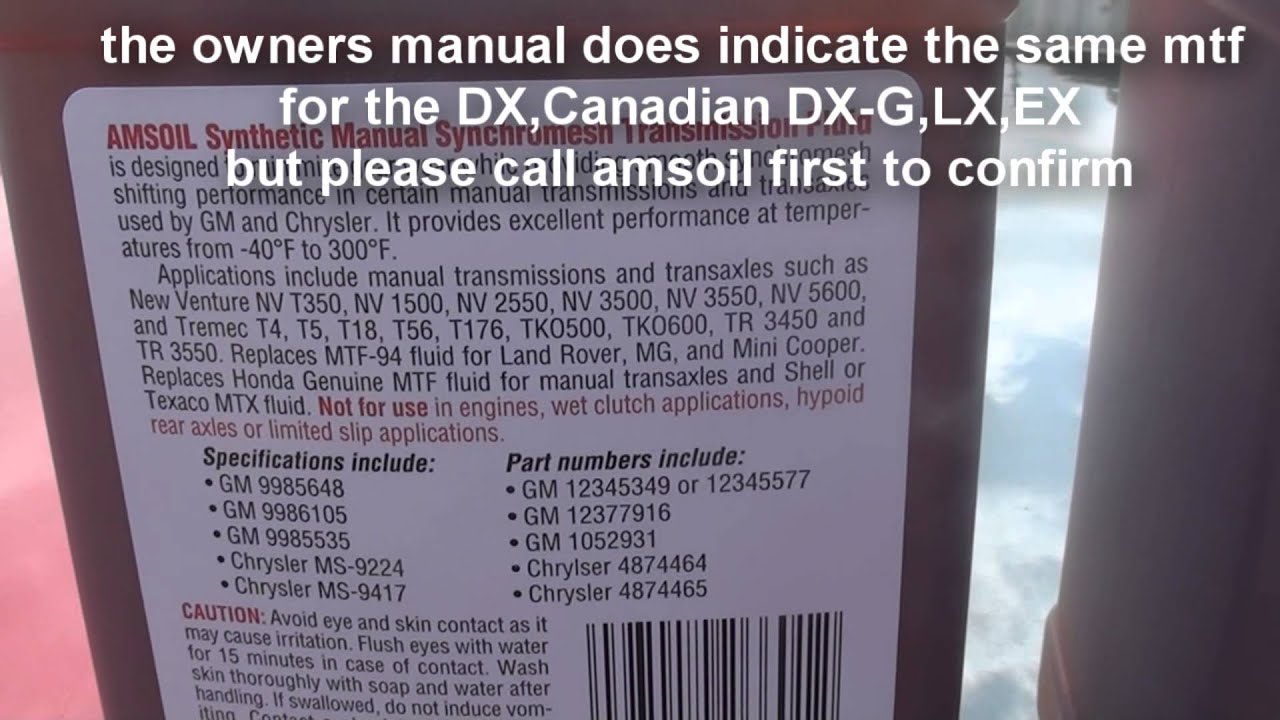 the owners manual does indicate the same mtf
for the DX,Canadian DX-G,LX,EX
but please call amsoil first to confirm
AMSOIL Synthetic Manual Synchromesh Transmission Fluid
is designed synchromesh
shifting performance in certain manual transmissions and transaxles
used by GM and Chrysler. It provides excellent performance at temper-
atures from -40°F to 300°F.
Applications include manual transmissions and transaxles such as
New Venture NV T350, NV 1500, NV 2550, NV 3500, NV 3550, NV 5600,
and Tremec T4, T5, T18, T56, T176, TKO500, TKO600, TR 3450 and
TR 3550. Replaces MTF-94 fluid for Land Rover, MG, and Mini Cooper.
Replaces Honda Genuine MTF fluid for manual transaxles and Shell or
Texaco MTX fluid. Not for use in engines, wet clutch applications, hypoid
rear axles or limited slip applications.
Specifications include:
• GM 9985648
• GM 9986105
• GM 9985535
• Chrysler MS-9224
• Chrysler MS-9417
Part numbers include:
• GM 12345349 or 12345577
• GM 12377916
• GM 1052931
• Chrylser 4874464
• Chrysler 4874465
CAUTION: Avoid eye and skin contact as it
may cause irritation. Flush eyes with water
for 15 minutes in case of contact. Wash
skin thoroughly with soap and water after
handling. If swallowed, do not induce vom-
iting.